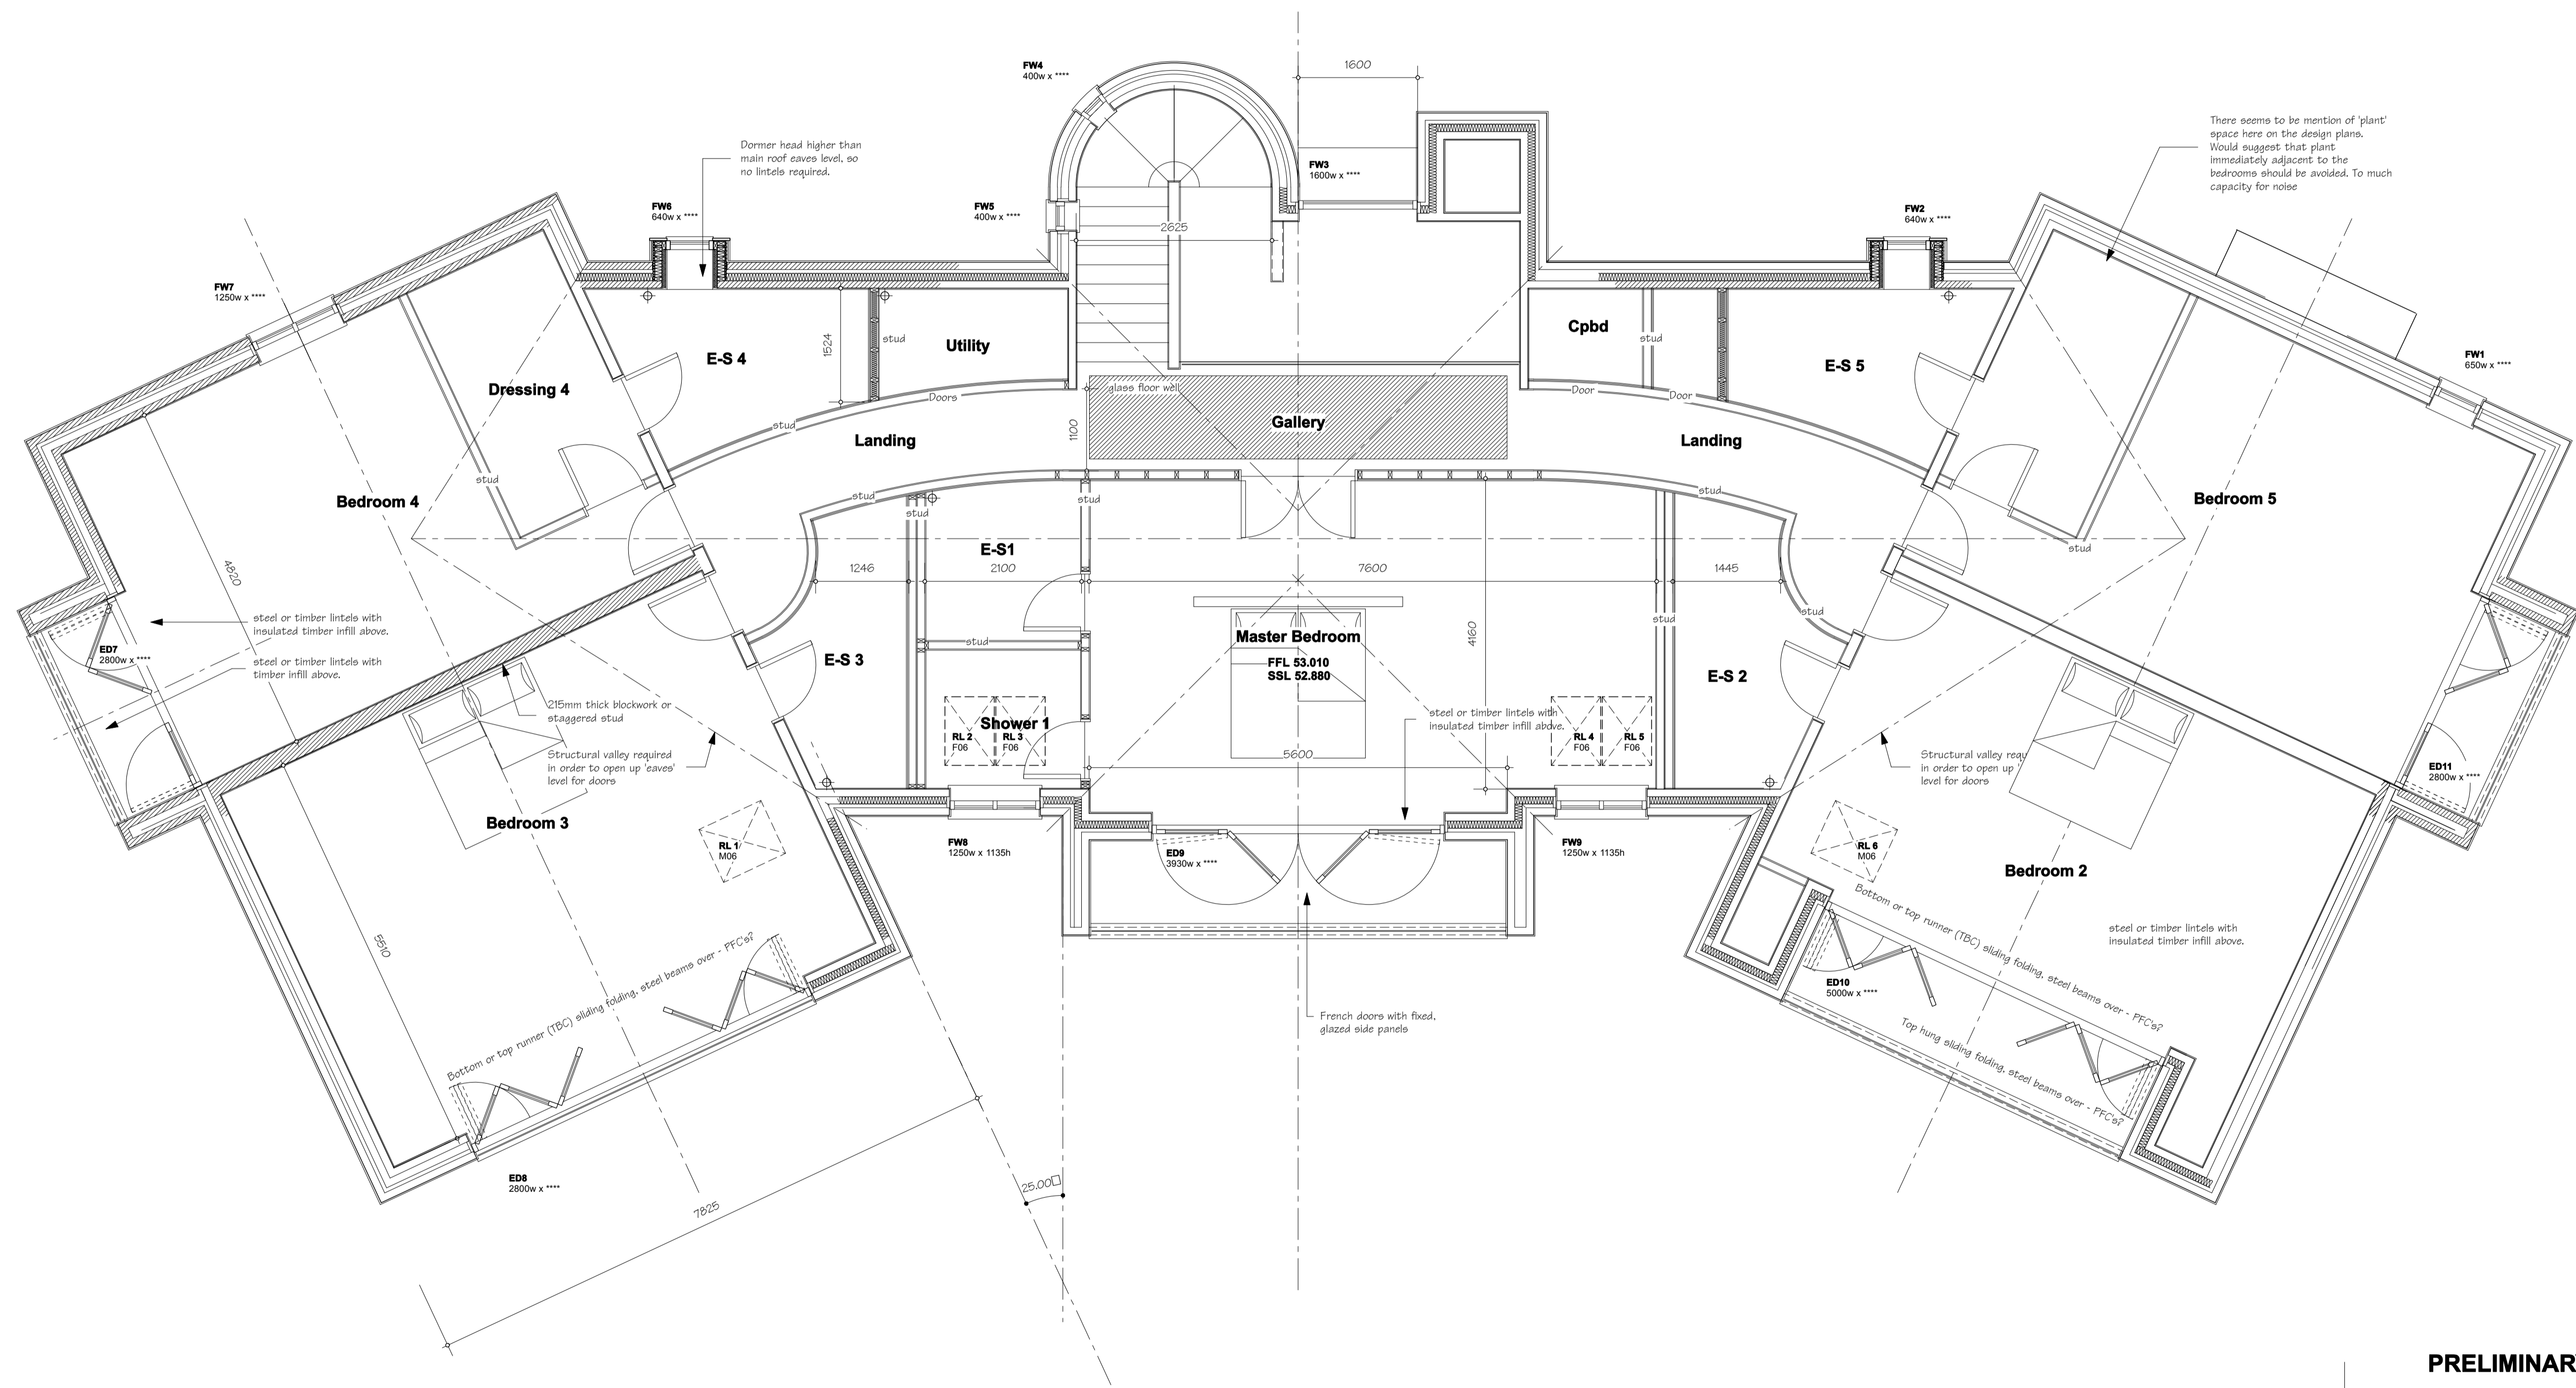 FW4
400w x ****
1600
There seems to be mention of 'plant'
space here on the design plans.
Would suggest that plant
immediately adjacent to the
bedrooms should be avoided. To much
capacity for noise
Dormer head higher than
main roof eaves level, so
no lintels required.
FW3
1600w x ****
FW6
640w x ****
FW5
400w x ****
FW2
640w x ****
2625
FW7
1250w x ****
1524
stud
Utility
Cpbd
stud
E-S 4
E-S 5
FW1
650w x ****
Dressing 4
glass floor well
Doors
Door
Door
stud
Landing
1100
Gallery
Landing
stud
Bedroom 4
stud
stud
stud
stud
Bedroom 5
stud
E-S1
1246
2100
7600
1445
4820
stud
stud
steel or timber lintels with
insulated timber infill above.
stud
stud
Master Bedroom
4160
ED7
2800w x ****
steel or timber lintels with
timber infill above.
E-S 3
FFL 53.010
SSL 52.880
E-S 2
215mm thick blockwork or
staggered stud
Shower 1
RL 2
F06
RL 3
F06
steel or timber lintels with
insulated timber infill above.
RL 4
F06
RL 5
F06
Structural valley required
in order to open up 'eaves'
level for doors
5600
Structural valley
in order to open up
level for doors
ED11
2800w x ****
Bedroom 3
RL 1
M06
FW8
1250w x 1135h
ED9
3930w x ****
FW9
1250w x 1135h
RL 6
M06
Bedroom 2
5510
Bottom or top runner (TBC) sliding folding, steel beams over - PFC's?
Bottom or top runner (TBC) sliding folding, steel beams over - PFC's?
steel or timber lintels with
insulated timber infill above.
ED10
5000w x ****
French doors with fixed,
glazed side panels
Top hung sliding folding, steel beams over - PFC's?
ED8
2800w x ****
25.00□
7825
PRELIMINAR